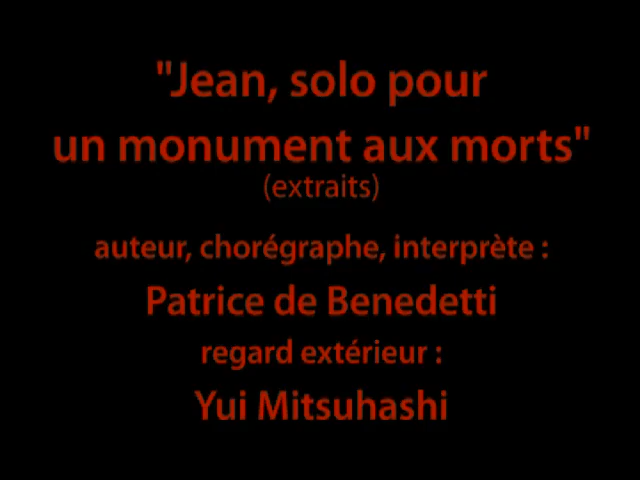 "Jean, solo pour
un monument aux morts"
(extraits)
auteur, chorégraphe, interprète :
Patrice de Benedetti
regard extérieur :
Yui Mitsuhashi